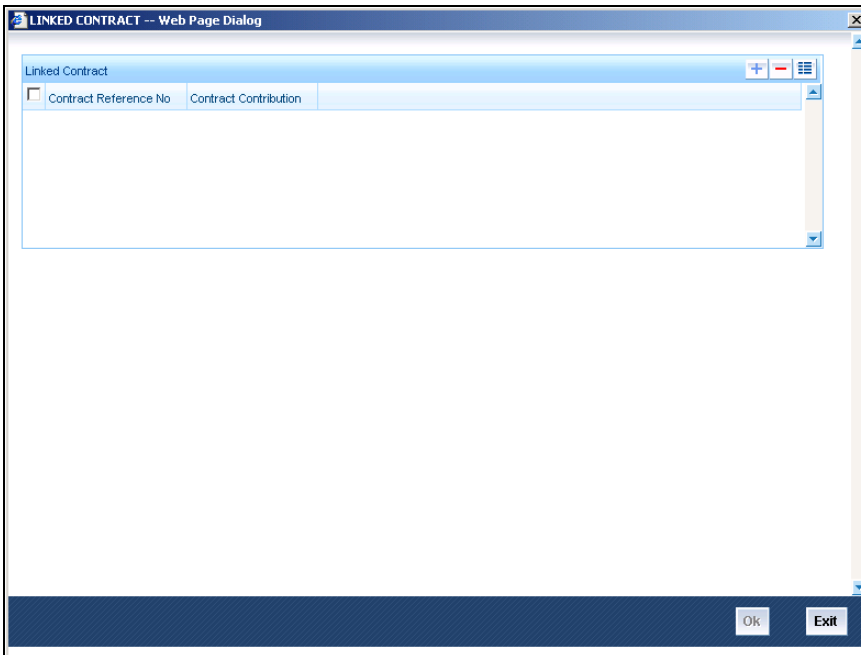 LINKED CONTRACT -- Web Page Dialog
Linked Contract
Contract Reference No Contract Contribution
Ok Exit